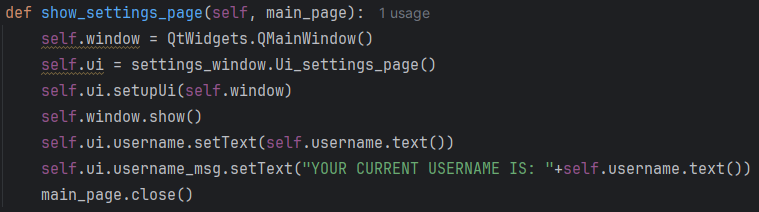 def show_settings_page(self, main_page): 1 usage
    self.window = QtWidgets.QMainWindow()
    self.ui = settings_window.Ui_settings_page()
    self.ui.setupUi(self.window)
    self.window.show()
    self.ui.username.setText(self.username.text())
    self.ui.username_msg.setText("YOUR CURRENT USERNAME IS: "+self.username.text())
    main_page.close()